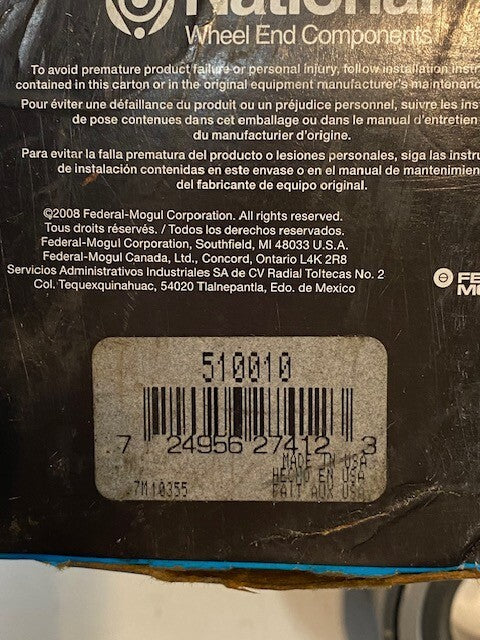 National
Wheel End Components
To avoid premature product failure or personal injury, follow installation
contained in this carton or in the original equipment manufacturer's
Pour éviter une défaillance du produit ou un préjudice personnel, suivre les
de pose contenues dans cet emballage ou dans le manuel d'entretien
du manufacturier d'origine.
Para evitar la falla prematura del producto o lesiones personales, siga las
de instalación contenidas en este envase o en el manual de
del fabricante de equipo original.
©2008 Federal-Mogul Corporation. All rights reserved.
Tous droits réservés. / Todos los derechos reservados.
Federal-Mogul Corporation, Southfield, MI 48033 U.S.A.
Federal-Mogul Canada, Ltd., Concord, Ontario L4K 2R8
Servicios Administrativos Industriales SA de CV Radial Toltecas No. 2
Col. Tequexquinahuac, 54020 Tlalnepantla, Edo. de Mexico
510010
7 24956 27412 3
MADE IN USA
HECHO EN USA
FAIT AUX USA
7M10355